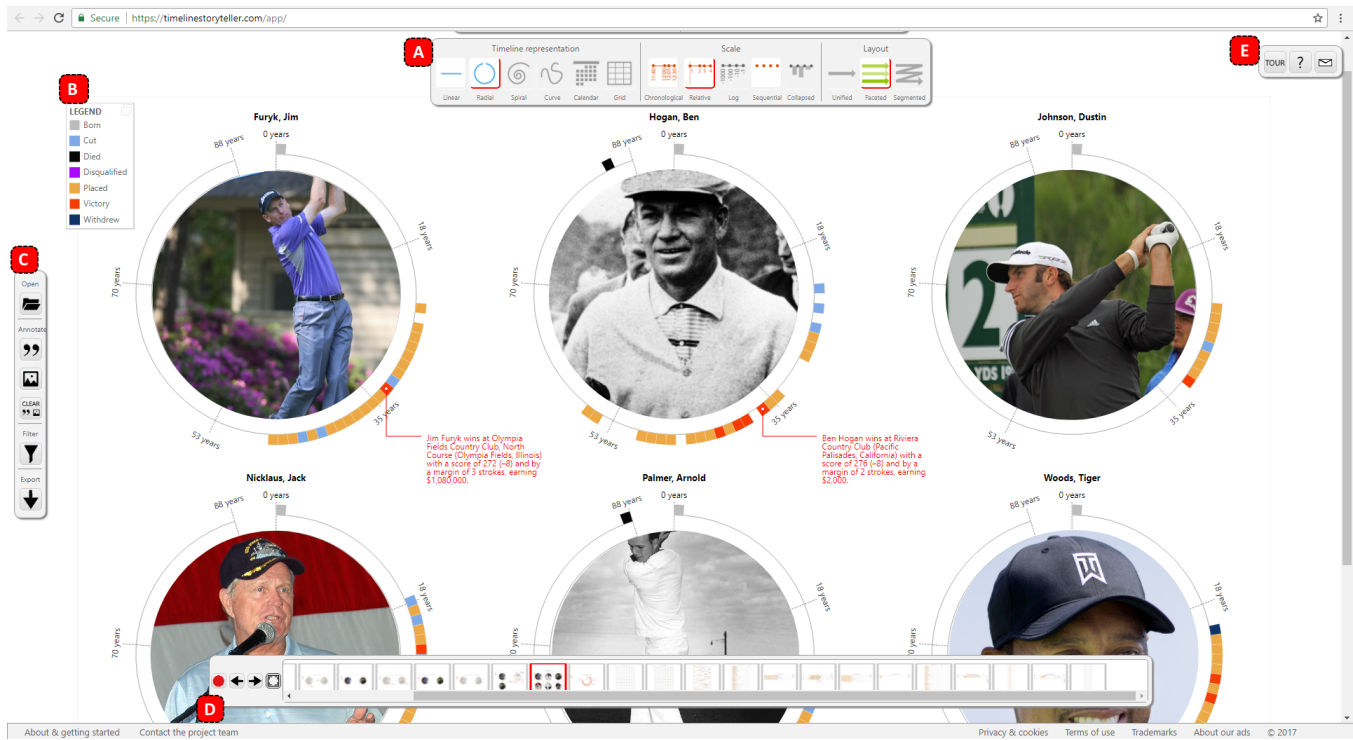 Secure | https://timelinestoryteller.com/app/
A
Timeline representation
Scale
Layout
Linear
Radial
Spiral
Curve
Calendar
Grid
Chronological
Relative
Log
Sequential
Collapsed
Unified
Faceted
Segmented
E
TOUR
?
B
LEGEND
Born
Cut
Died
Disqualified
Placed
Victory
Withdrew
C
Open
Annotate
CLEAR
Filter
Export
Furyk, Jim
0 years
88 years
18 years
70 years
53 years
35 years
Jim Furyk wins at Olympia
Fields Country Club, North
Course (Olympia Fields, Illinois)
with a score of 272 (–8) and by
a margin of 3 strokes, earning
$1,080,000.
Hogan, Ben
0 years
88 years
18 years
70 years
53 years
35 years
Ben Hogan wins at Riviera
Country Club (Pacific
Palisades, California) with a
score of 276 (–8) and by a
margin of 2 strokes, earning
$2,000.
Johnson, Dustin
0 years
88 years
18 years
70 years
53 years
35 years
2
YDS
Nicklaus, Jack
0 years
88 years
18 years
70 years
Palmer, Arnold
0 years
88 years
18 years
70 years
Woods, Tiger
0 years
88 years
18 years
70 years
D
About & getting started
Contact the project team
Privacy & cookies
Terms of use
Trademarks
About our ads
© 2017